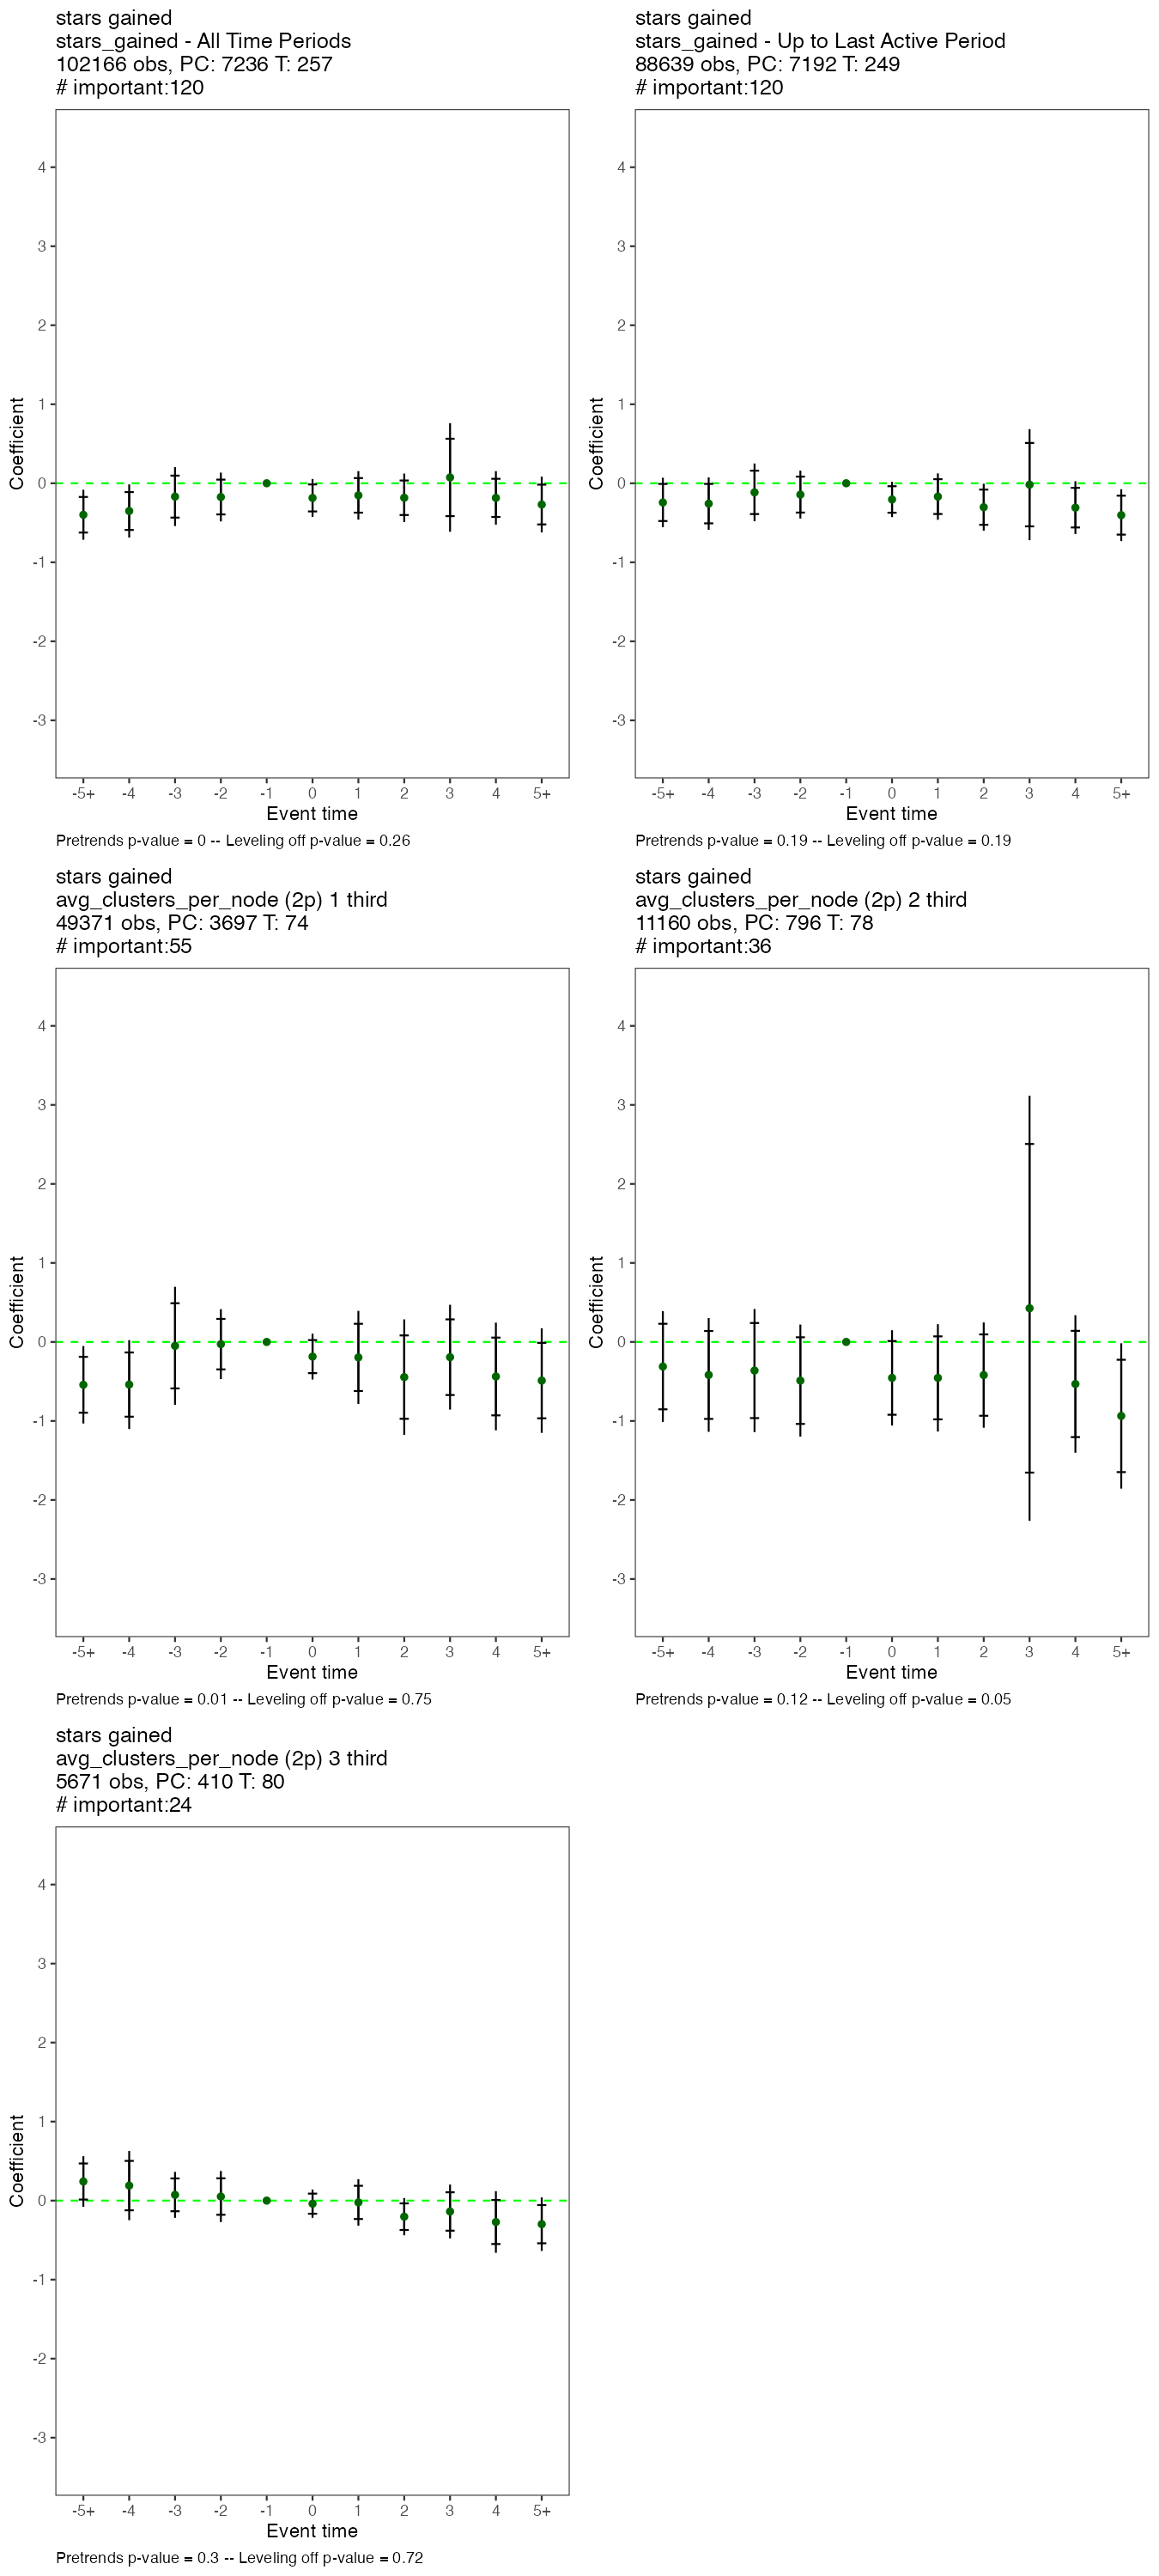 stars gained
stars_gained - All Time Periods
102166 obs, PC: 7236 T: 257
# important:120
4
3
2
1
0
-1
-2
-3
Coefficient
-5+ -4 -3 -2 -1 0 1 2 3 4 5+
Event time
Pretrends p-value = 0 -- Leveling off p-value = 0.26
stars gained
stars_gained - Up to Last Active Period
88639 obs, PC: 7192 T: 249
# important:120
4
3
2
1
0
-1
-2
-3
Coefficient
-5+ -4 -3 -2 -1 0 1 2 3 4 5+
Event time
Pretrends p-value = 0.19 -- Leveling off p-value = 0.19
stars gained
avg_clusters_per_node (2p) 1 third
49371 obs, PC: 3697 T: 74
# important:55
4
3
2
1
0
-1
-2
-3
Coefficient
-5+ -4 -3 -2 -1 0 1 2 3 4 5+
Event time
Pretrends p-value = 0.01 -- Leveling off p-value = 0.75
stars gained
avg_clusters_per_node (2p) 2 third
11160 obs, PC: 796 T: 78
# important:36
4
3
2
1
0
-1
-2
-3
Coefficient
-5+ -4 -3 -2 -1 0 1 2 3 4 5+
Event time
Pretrends p-value = 0.12 -- Leveling off p-value = 0.05
stars gained
avg_clusters_per_node (2p) 3 third
5671 obs, PC: 410 T: 80
# important:24
4
3
2
1
0
-1
-2
-3
Coefficient
-5+ -4 -3 -2 -1 0 1 2 3 4 5+
Event time
Pretrends p-value = 0.3 -- Leveling off p-value = 0.72